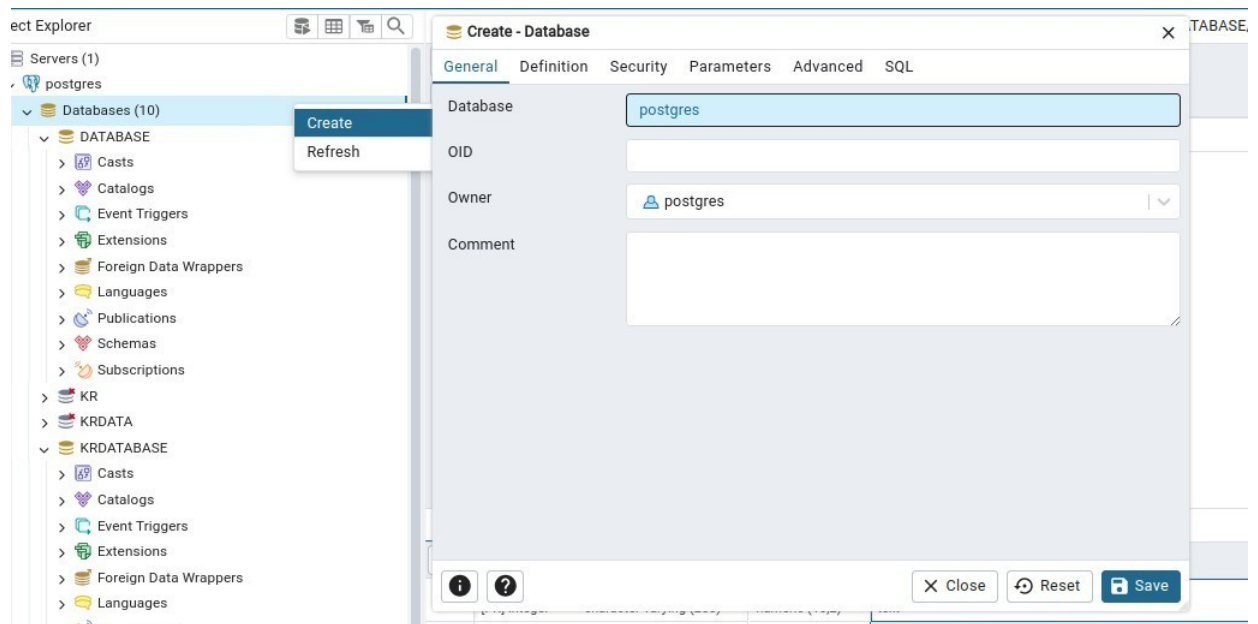 ect Explorer
Servers (1)
postgres
Databases (10)
DATABASE
Casts
Catalogs
Event Triggers
Extensions
Foreign Data Wrappers
Languages
Publications
Schemas
Subscriptions
KR
KRDATA
KRDATABASE
Casts
Catalogs
Event Triggers
Extensions
Foreign Data Wrappers
Languages
Create
Refresh
Create - Database
TABASE/
General Definition Security Parameters Advanced SQL
Database postgres
OID
Owner postgres
Comment
Close Reset Save